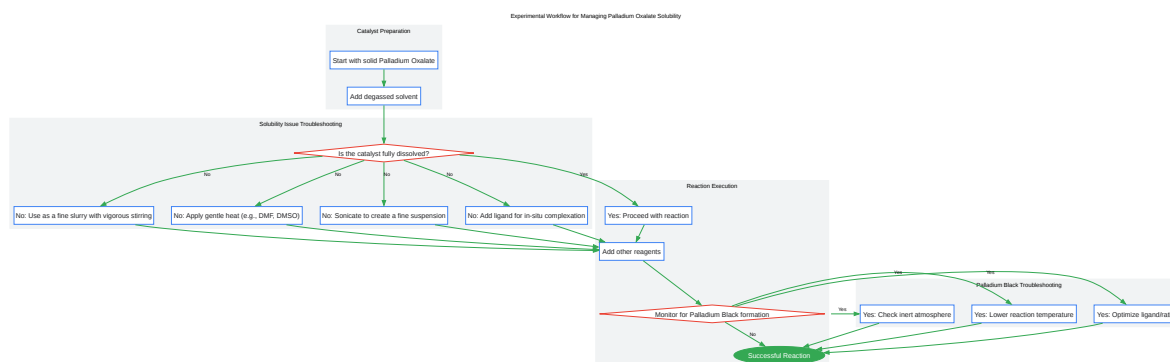 Experimental Workflow for Managing Palladium Oxalate Solubility
Catalyst Preparation
Start with solid Palladium Oxalate
Add degassed solvent
Solubility Issue Troubleshooting
Is the catalyst fully dissolved?
No
No
No
No
Yes
Reaction Execution
No: Use as a fine slurry with vigorous stirring
No: Apply gentle heat (e.g., DMF, DMSO)
No: Sonicate to create a fine suspension
No: Add ligand for in-situ complexation
Yes: Proceed with reaction
Add other reagents
Yes
Yes
Palladium Black Troubleshooting
Monitor for Palladium Black formation
Yes
Yes: Check inert atmosphere
Yes: Lower reaction temperature
Yes: Optimize
No
Successful Reaction